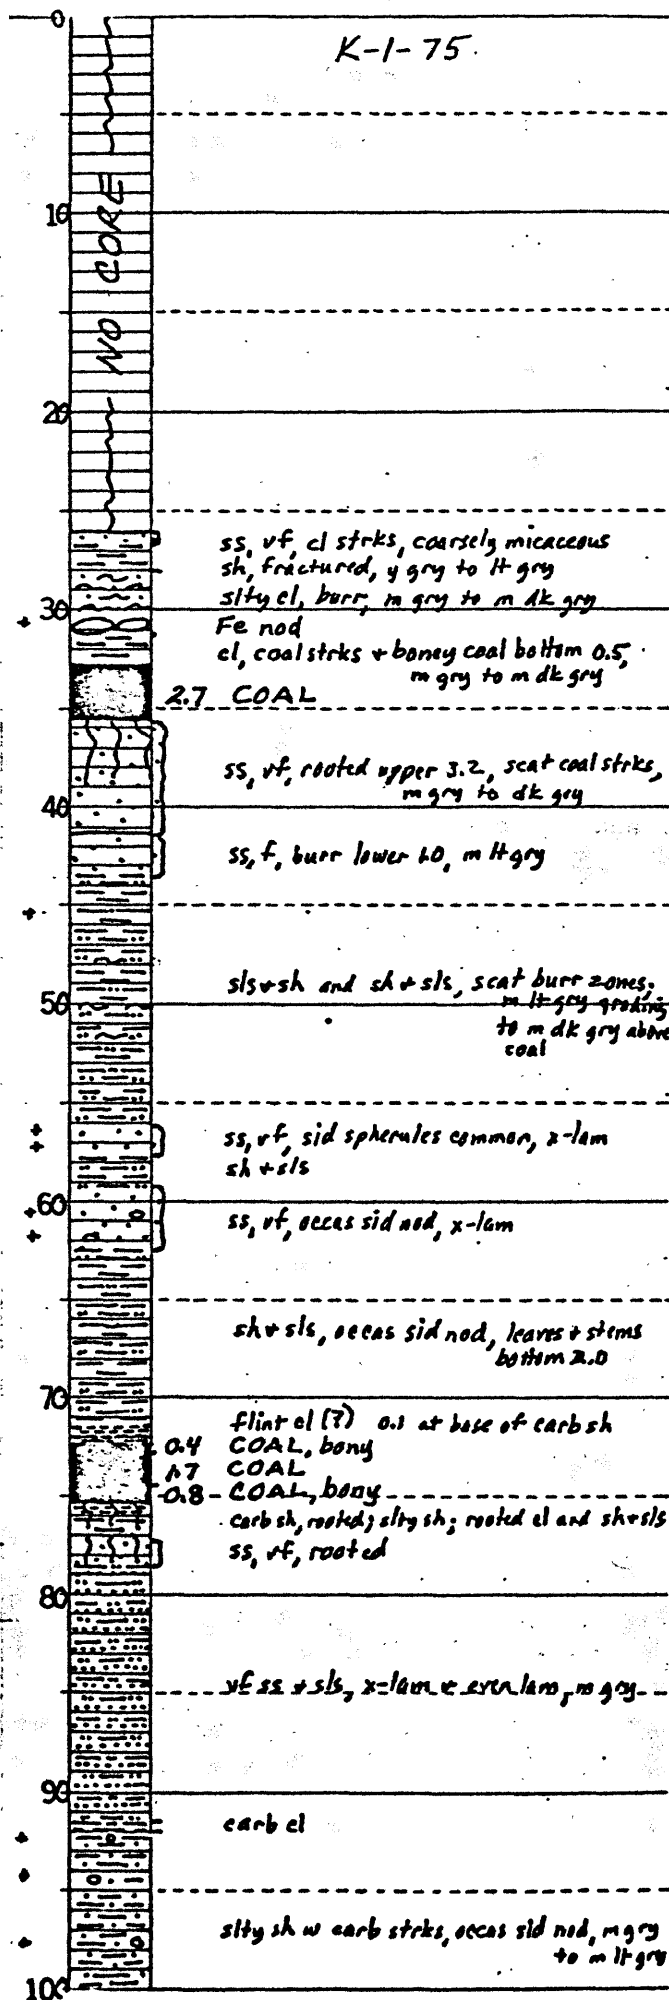 0
K-1-75
NO CORE
10
20
ss, vf, cl strks, coarsely micaceous
sh, fractured, y gry to lt gry
slty cl, burr, m gry to m dk gry
30
Fe nod
cl, coal strks + boney coal bottom 0.5,
m gry to m dk gry
2.7 COAL
ss, vf, rooted upper 3.2, scat coal strks,
m gry to dk gry
40
ss, f, burr lower 1.0, m lt gry
sls+sh and sh+sls, scat burr zones,
50
m lt gry grading
to m dk gry above
coal
ss, vf, sid spherules common, x-lam
sh + sls
60
ss, vf, occas sid nod, x-lam
sh+sls, occas sid nod, leaves + stems
bottom 2.0
70
flint cl (?) 0.1 at base of carb sh
0.4 COAL, bony
1.7 COAL
0.8 COAL, bony
carb sh, rooted; slty sh; rooted cl and sh+sls
ss, vf, rooted
80
vf ss + sls, x-lam + even lam, m gry
90
carb cl
slty sh w carb strks, occas sid nod, m gry
to m lt gry
100